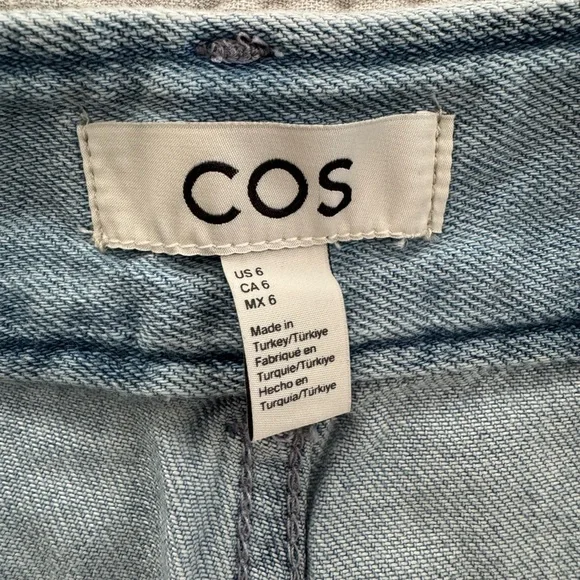 COS
US 6
CA 6
MX 6
Made in
Turkey/Türkiye
Fabriqué en
Turquie/Türkiye
Hecho en
Turquía/Türkiye